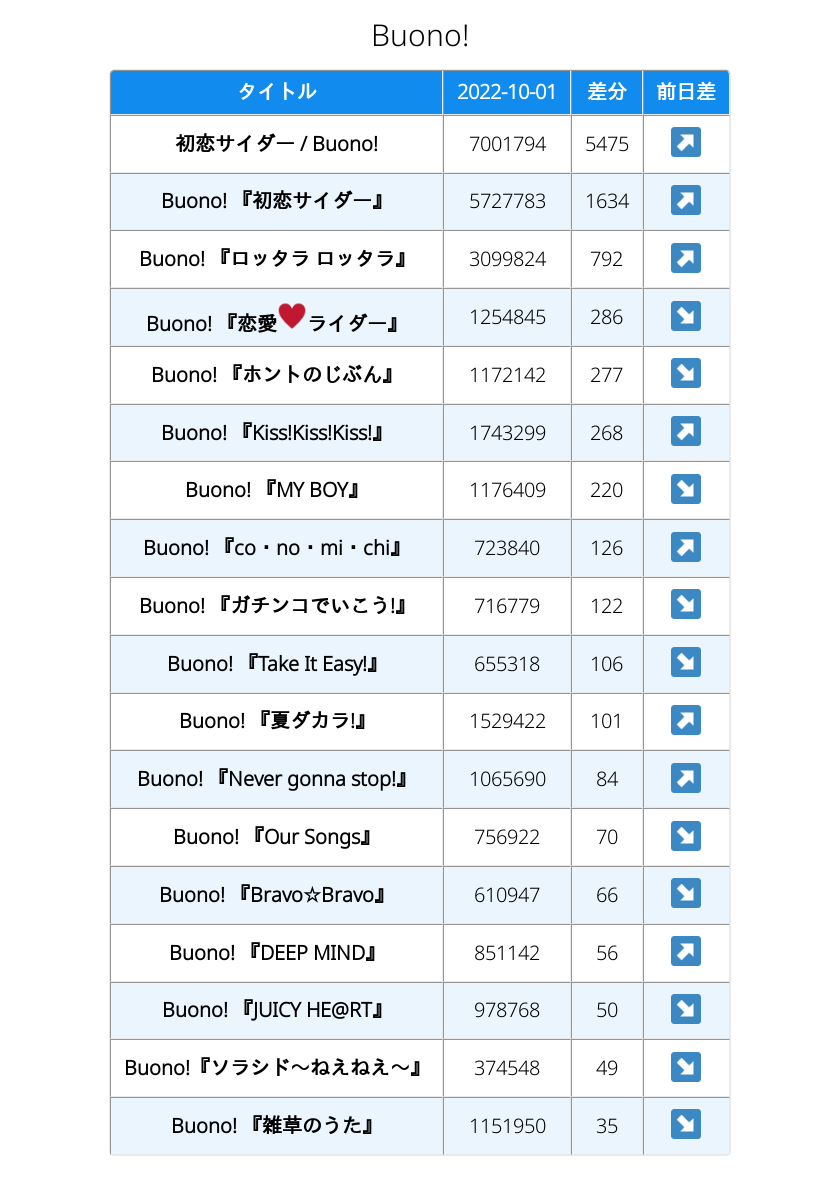 Buono!
タイトル 2022-10-01 差分 前日差
初恋サイダー / Buono! 7001794 5475 ↗
Buono! 『初恋サイダー』 5727783 1634 ↗
Buono! 『ロッタラ ロッタラ』 3099824 792 ↗
Buono! 『恋愛♥ライダー』 1254845 286 ↘
Buono! 『ホントのじぶん』 1172142 277 ↘
Buono! 『Kiss!Kiss!Kiss!』 1743299 268 ↗
Buono! 『MY BOY』 1176409 220 ↘
Buono! 『co・no・mi・chi』 723840 126 ↗
Buono! 『ガチンコでいこう!』 716779 122 ↘
Buono! 『Take It Easy!』 655318 106 ↘
Buono! 『夏ダカラ!』 1529422 101 ↗
Buono! 『Never gonna stop!』 1065690 84 ↗
Buono! 『Our Songs』 756922 70 ↘
Buono! 『Bravo☆Bravo』 610947 66 ↘
Buono! 『DEEP MIND』 851142 56 ↗
Buono! 『JUICY HE@RT』 978768 50 ↘
Buono!『ソラシド〜ねえねえ〜』 374548 49 ↘
Buono! 『雑草のうた』 1151950 35 ↘